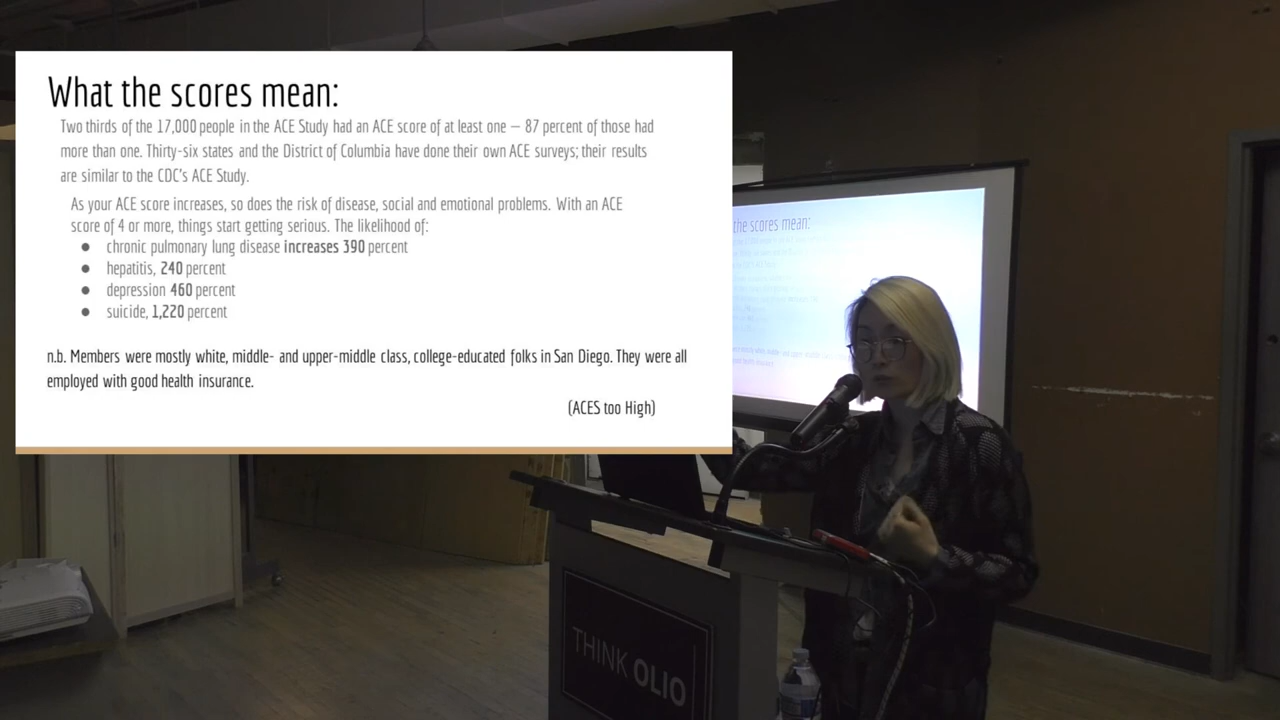 What the scores mean:
Two thirds of the 17,000 people in the ACE Study had an ACE score of at least one – 87 percent of those had
more than one. Thirty-six states and the District of Columbia have done their own ACE surveys; their results
are similar to the CDC's ACE Study.
As your ACE score increases, so does the risk of disease, social and emotional problems. With an ACE
score of 4 or more, things start getting serious. The likelihood of:
● chronic pulmonary lung disease increases 390 percent
● hepatitis, 240 percent
● depression 460 percent
● suicide, 1,220 percent
n.b. Members were mostly white, middle- and upper-middle class, college-educated folks in San Diego. They were all
employed with good health insurance.
(ACES too High)
the scores mean:
THINK OLIO